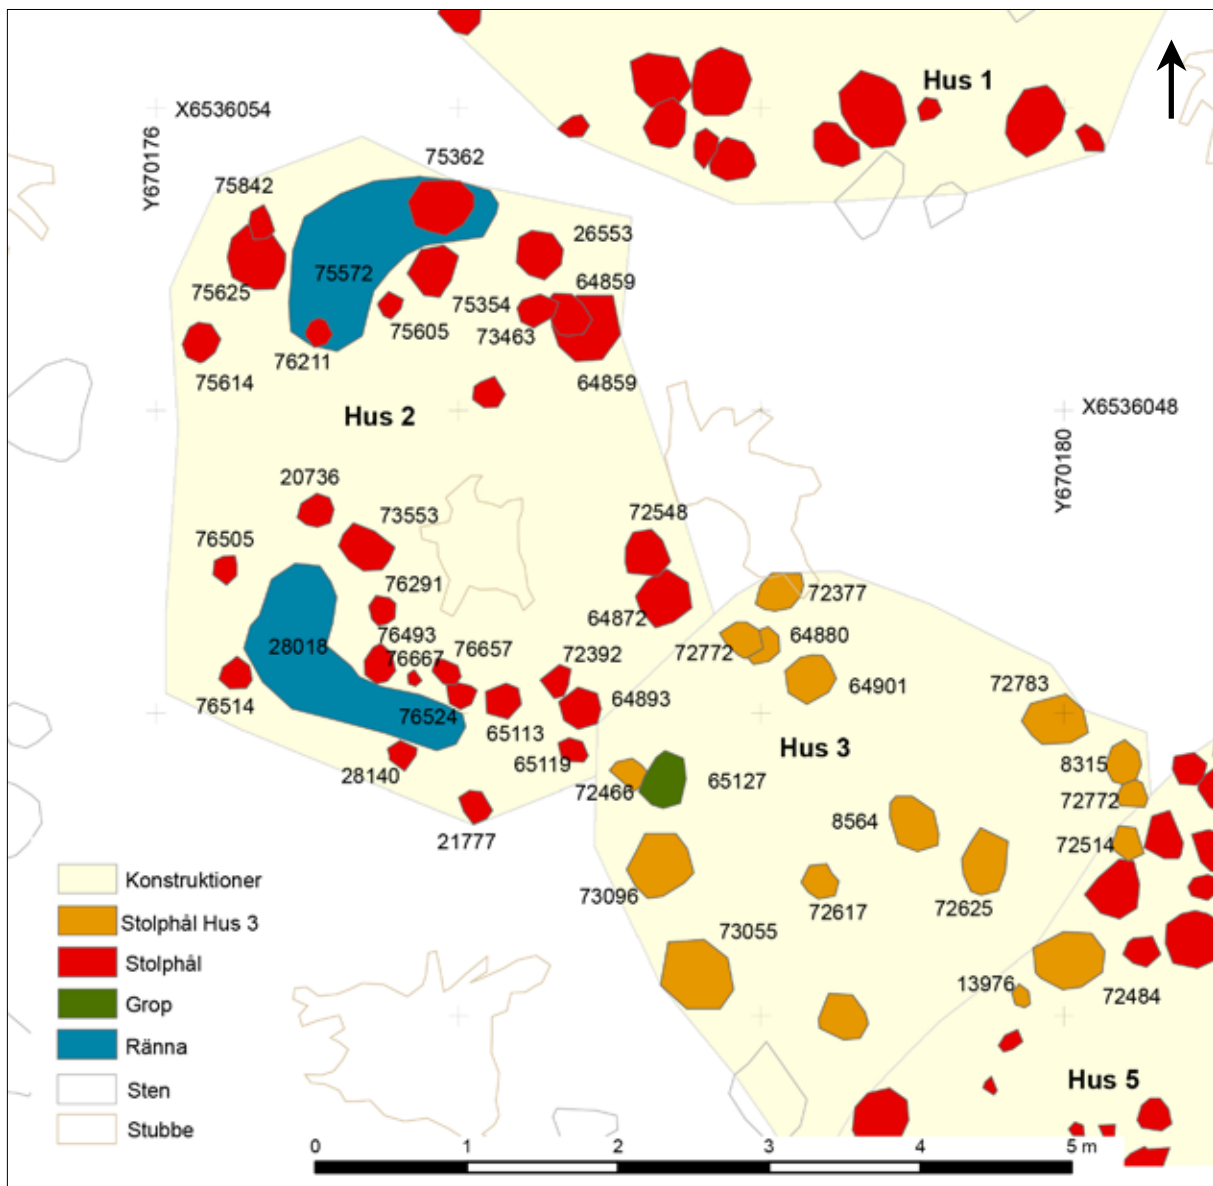 Hus 1
X6536054
Y670176
75362
75842
26553
64859
75572
75625
75354
75605
73463
76211
75614
64859
Hus 2
X6536048
Y670180
20736
73553
72548
76505
76291
72377
64872
76493
64880
76657
72392
72772
76667
28018
64901
72783
76514
64893
76524
65113
Hus 3
65119
8315
28140
72466
65127
72772
8564
21777
72514
Konstruktioner
73096
72617
72625
Stolphål Hus 3
73055
Stolphål
13976
72484
Grop
Ränna
Hus 5
Sten
Stubbe
0 1 2 3 4 5 m